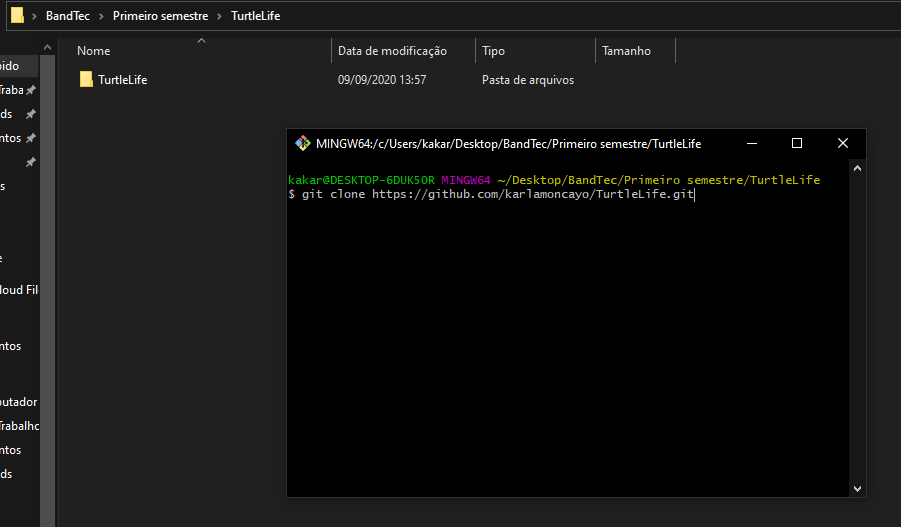 BandTec > Primeiro semestre > TurtleLife
Nome Data de modificação Tipo Tamanho
TurtleLife 09/09/2020 13:57 Pasta de arquivos
pido
Traba
ds
ntos
s
e
loud Fil
ntos
putador
Trabalho
ntos
ds
MINGW64:/c/Users/kakar/Desktop/BandTec/Primeiro semestre/TurtleLife
kakar@DESKTOP-6DUK5OR MINGW64 ~/Desktop/BandTec/Primeiro semestre/TurtleLife
$ git clone https://github.com/karlamoncayo/TurtleLife.git